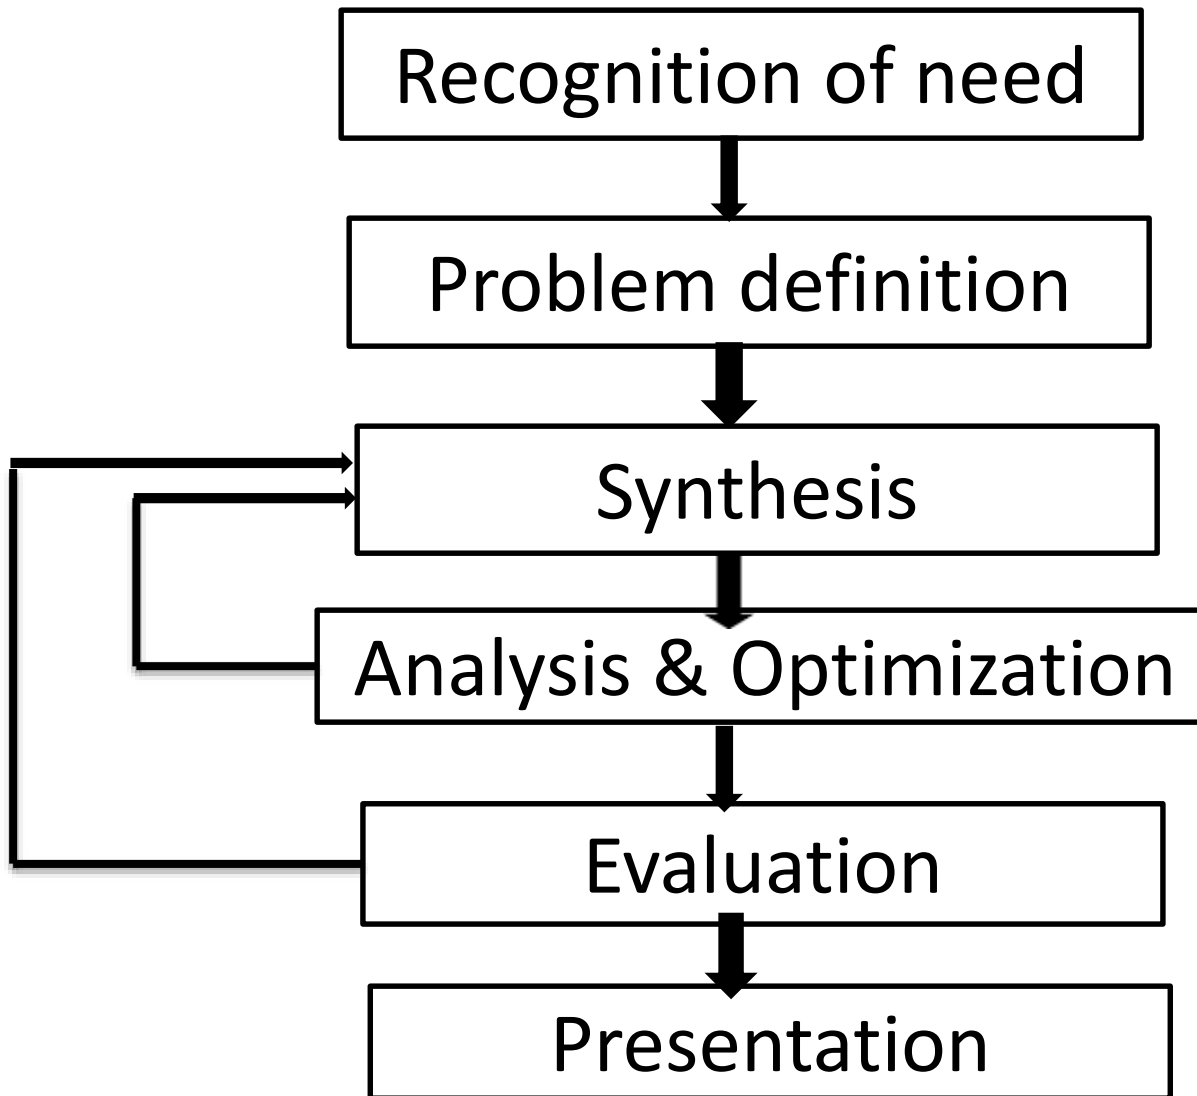 Recognition of need
Problem definition
Synthesis
Analysis & Optimization
Evaluation
Presentation